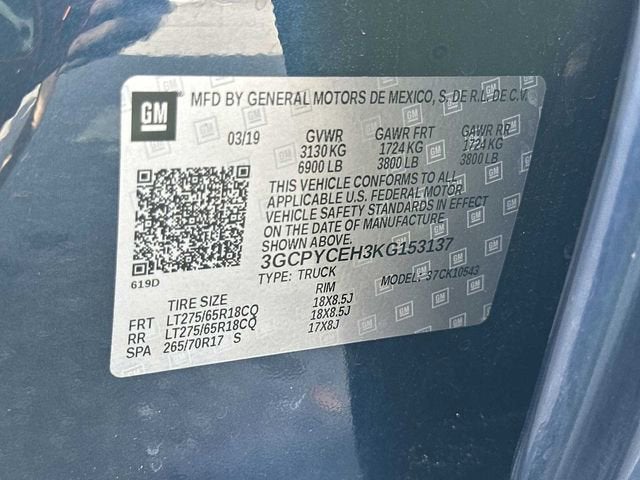 GM
MFD BY GENERAL MOTORS DE MEXICO, S. DE R.L. DE C.V.
03/19 GVWR GAWR FRT GAWR RR
3130 KG 1724 KG 1724 KG
6900 LB 3800 LB 3800 LB
THIS VEHICLE CONFORMS TO ALL
APPLICABLE U.S. FEDERAL MOTOR
VEHICLE SAFETY STANDARDS IN EFFECT
ON THE DATE OF MANUFACTURE
SHOWN ABOVE.
3GCPYCEH3KG153137
TYPE: TRUCK MODEL: 37CK10543
619D
TIRE SIZE RIM
FRT LT275/65R18CQ 18X8.5J
RR LT275/65R18CQ 18X8.5J
SPA 265/70R17 S 17X8J